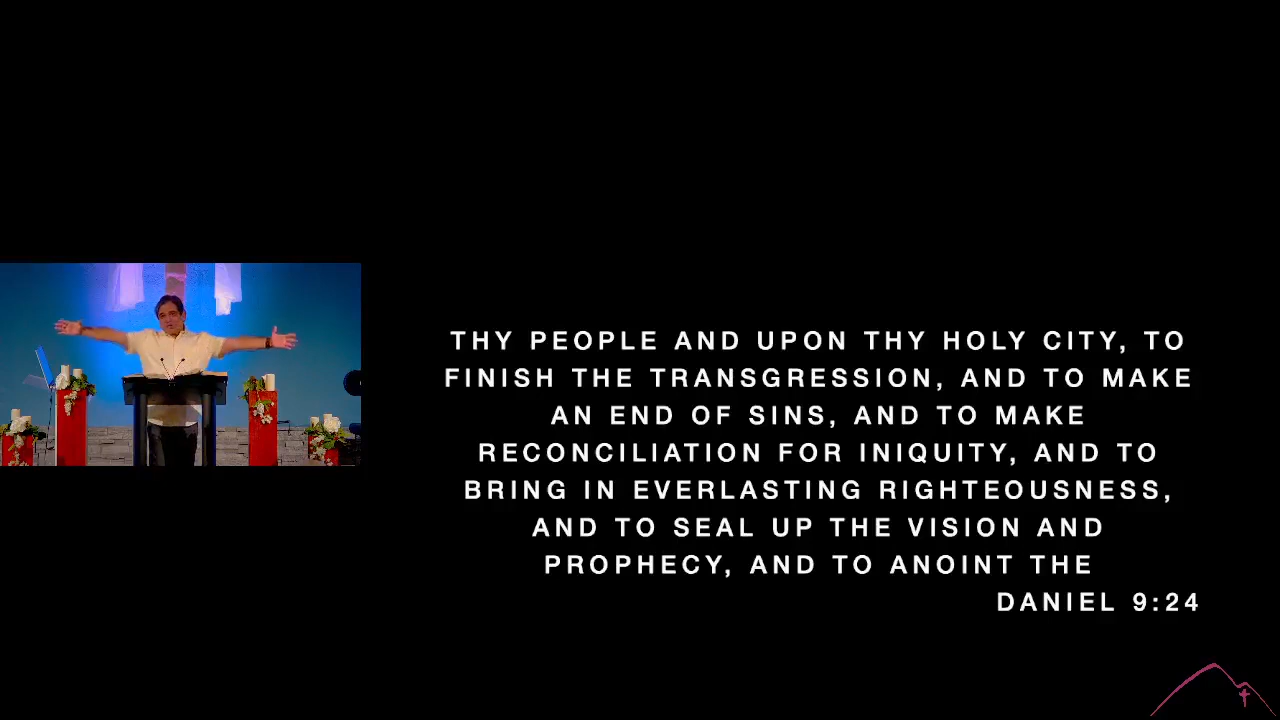 THY PEOPLE AND UPON THY HOLY CITY, TO
FINISH THE TRANSGRESSION, AND TO MAKE
AN END OF SINS, AND TO MAKE
RECONCILIATION FOR INIQUITY, AND TO
BRING IN EVERLASTING RIGHTEOUSNESS,
AND TO SEAL UP THE VISION AND
PROPHECY, AND TO ANOINT THE
DANIEL 9:24